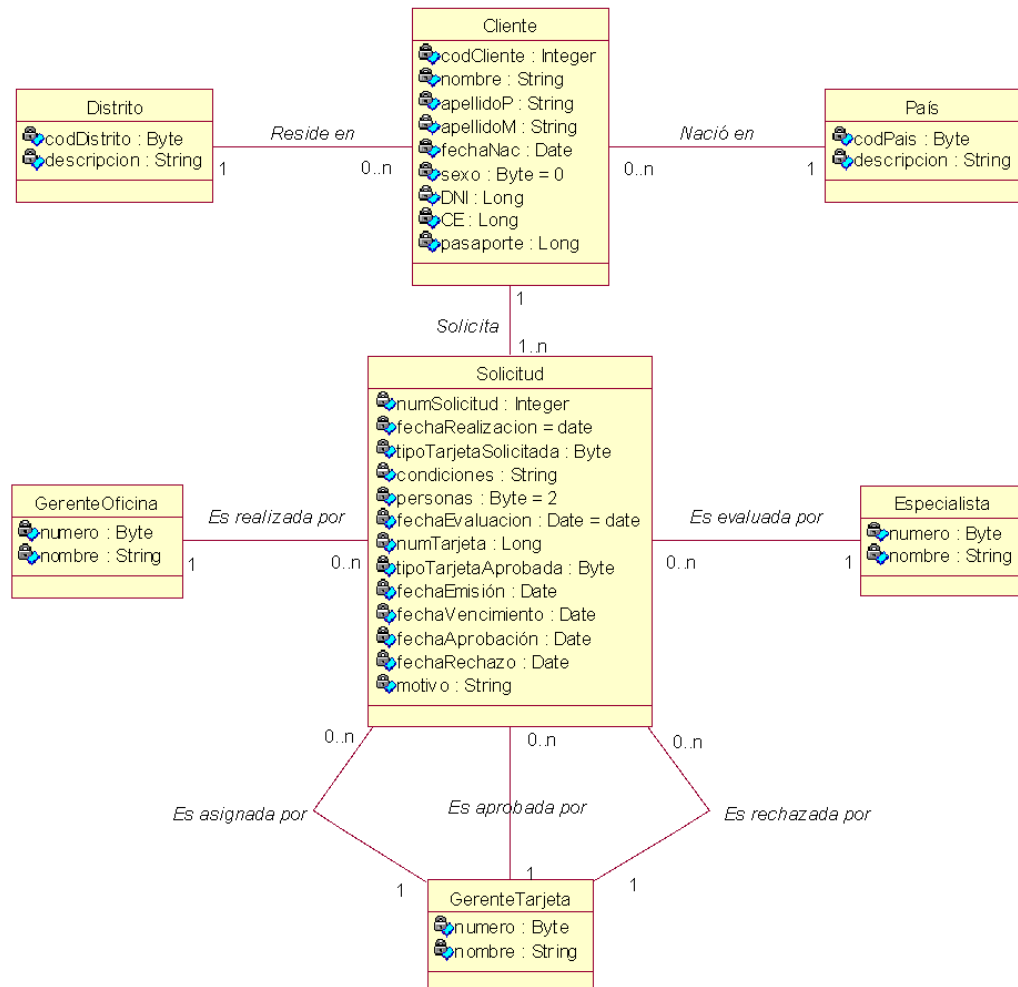 Cliente
codCliente : Integer
nombre : String
apellidoP : String
apellidoM : String
fechaNac : Date
sexo : Byte = 0
DNI : Long
CE : Long
pasaporte : Long
Distrito
codDistrito : Byte
descripcion : String
Reside en
1
0..n
Nació en
0..n
1
País
codPais : Byte
descripcion : String
1
Solicita
1..n
Solicitud
numSolicitud : Integer
fechaRealizacion = date
tipoTarjetaSolicitada : Byte
condiciones : String
personas : Byte = 2
fechaEvaluacion : Date = date
numTarjeta : Long
tipoTarjetaAprobada : Byte
fechaEmisión : Date
fechaVencimiento : Date
fechaAprobación : Date
fechaRechazo : Date
motivo : String
GerenteOficina
numero : Byte
nombre : String
Es realizada por
1
0..n
Es evaluada por
0..n
1
Especialista
numero : Byte
nombre : String
0..n
0..n
0..n
Es asignada por
Es aprobada por
Es rechazada por
1
1
1
GerenteTarjeta
numero : Byte
nombre : String